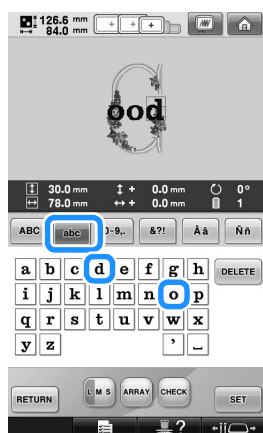 126.6 mm
84.0 mm
ood
30.0 mm + 0.0 mm 0°
78.0 mm + 0.0 mm 1
ABC abc 0~9,. &?! Ââ Ññ
a b c d e f g h DELETE
i j k l m n o p
q r s t u v w x
y z ' _
RETURN L M S ARRAY CHECK SET
?